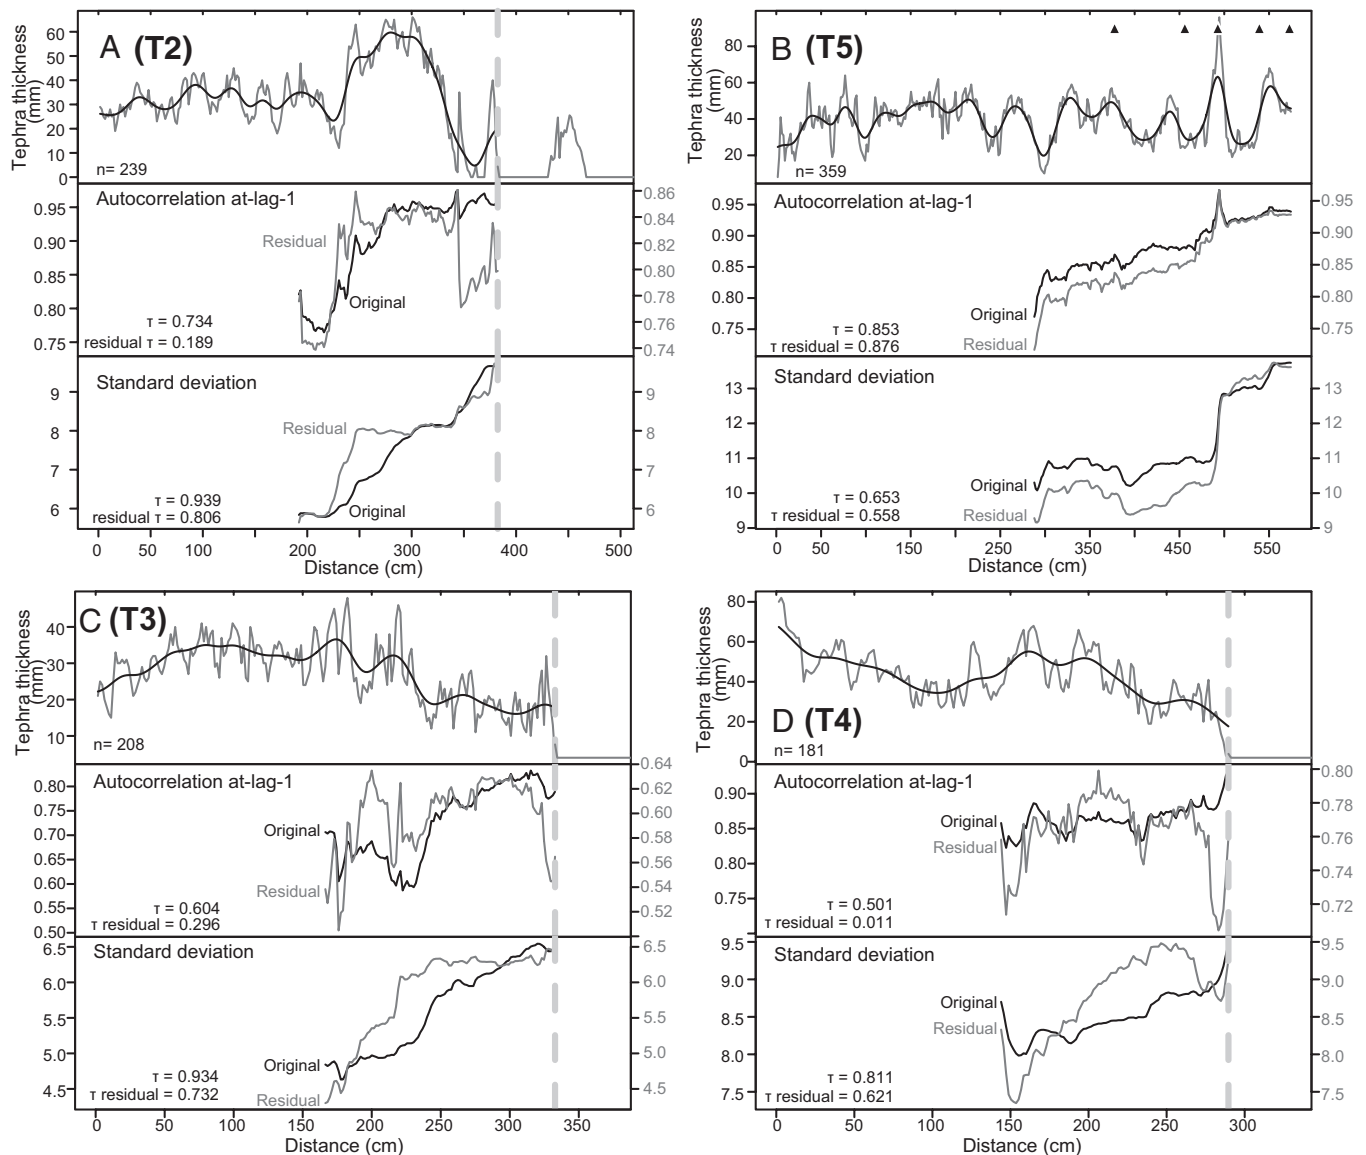 A (T2)
Tephra thickness
(mm)
60
50
40
30
20
10
0
n= 239
Autocorrelation at-lag-1
0.95
0.90
0.85
0.80
0.75
0.86
0.84
0.82
0.80
0.78
0.76
0.74
Residual
Original
τ = 0.734
residual τ = 0.189
Standard deviation
9
8
7
6
9
8
7
6
Residual
Original
τ = 0.939
residual τ = 0.806
0 50 100 200 300 400 500
Distance (cm)
B (T5)
Tephra thickness
(mm)
80
60
40
20
n= 359
Autocorrelation at-lag-1
0.95
0.90
0.85
0.80
0.75
0.95
0.90
0.85
0.80
0.75
Original
Residual
τ = 0.853
τ residual = 0.876
Standard deviation
13
12
11
10
9
13
12
11
10
9
Original
Residual
τ = 0.653
τ residual = 0.558
0 50 150 250 350 450 550
Distance (cm)
C (T3)
Tephra thickness
(mm)
40
30
20
10
n= 208
Autocorrelation at-lag-1
0.80
0.75
0.70
0.65
0.60
0.55
0.50
0.64
0.62
0.60
0.58
0.56
0.54
0.52
Original
Residual
τ = 0.604
τ residual = 0.296
Standard deviation
6.5
6.0
5.5
5.0
4.5
6.5
6.0
5.5
5.0
4.5
Original
Residual
τ = 0.934
τ residual = 0.732
0 50 100 150 200 250 300 350
Distance (cm)
D (T4)
Tephra thickness
(mm)
80
60
40
20
0
n= 181
Autocorrelation at-lag-1
0.90
0.85
0.80
0.75
0.80
0.78
0.76
0.74
0.72
Original
Residual
τ = 0.501
τ residual = 0.011
Standard deviation
9.5
9.0
8.5
8.0
7.5
9.5
9.0
8.5
8.0
7.5
Original
Residual
τ = 0.811
τ residual = 0.621
0 50 100 150 200 300
Distance (cm)